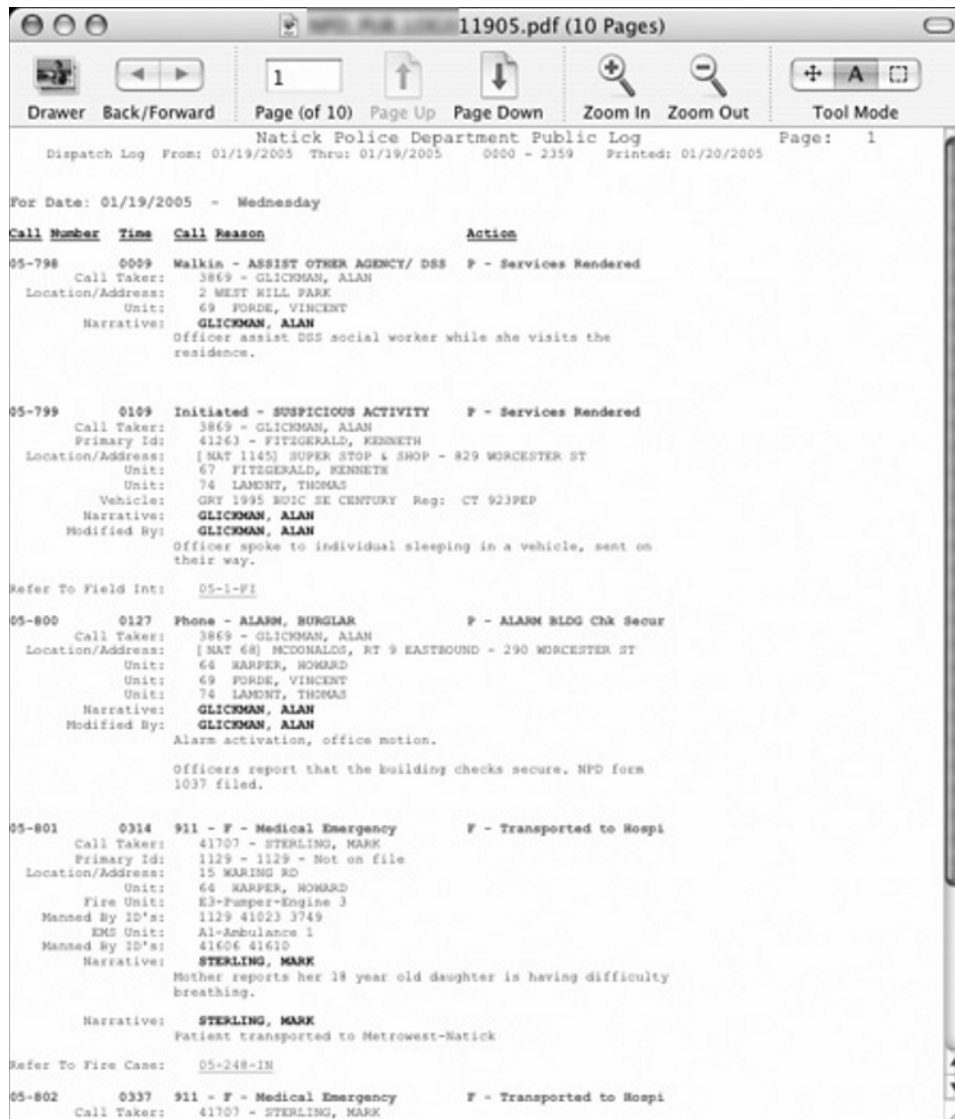 11905.pdf (10 Pages)
1
Drawer Back/Forward Page (of 10) Page Up Page Down Zoom In Zoom Out Tool Mode
A
Natick Police Department Public Log Page: 1
Dispatch Log From: 01/19/2005 Thru: 01/19/2005 0000 - 2359 Printed: 01/20/2005
For Date: 01/19/2005 - Wednesday
Call Number Time Call Reason Action
05-798 0009 Walkin - ASSIST OTHER AGENCY/ DSS P - Services Rendered
Call Taker: 3869 - GLICKMAN, ALAN
Location/Address: 2 WEST HILL PARK
Unit: 69 FORDE, VINCENT
Narrative: GLICKMAN, ALAN
Officer assist DSS social worker while she visits the
residence.
05-799 0109 Initiated - SUSPICIOUS ACTIVITY P - Services Rendered
Call Taker: 3869 - GLICKMAN, ALAN
Primary Id: 41263 - FITZGERALD, KENNETH
Location/Address: [NAT 1145] SUPER STOP & SHOP - 829 WORCESTER ST
Unit: 67 FITZGERALD, KENNETH
Unit: 74 LAMONT, THOMAS
Vehicle: GRY 1995 BUIC SE CENTURY Reg: CT 923PEP
Narrative: GLICKMAN, ALAN
Modified By: GLICKMAN, ALAN
Officer spoke to individual sleeping in a vehicle, sent on
their way.
Refer To Field Int: 05-1-FI
05-800 0127 Phone - ALARM, BURGLAR P - ALARM BLDG Chk Secur
Call Taker: 3869 - GLICKMAN, ALAN
Location/Address: [NAT 68] MCDONALDS, RT 9 EASTBOUND - 290 WORCESTER ST
Unit: 64 HARPER, HOWARD
Unit: 69 FORDE, VINCENT
Unit: 74 LAMONT, THOMAS
Narrative: GLICKMAN, ALAN
Modified By: GLICKMAN, ALAN
Alarm activation, office motion.
Officers report that the building checks secure. NPD form
1037 filed.
05-801 0314 911 - F - Medical Emergency F - Transported to Hospi
Call Taker: 41707 - STERLING, MARK
Primary Id: 1129 - 1129 - Not on file
Location/Address: 15 WARING RD
Unit: 64 HARPER, HOWARD
Fire Unit: E3-Pumper-Engine 3
Manned By ID's: 1129 41023 3749
EMS Unit: A1-Ambulance 1
Manned By ID's: 41606 41610
Narrative: STERLING, MARK
Mother reports her 18 year old daughter is having difficulty
breathing.
Narrative: STERLING, MARK
Patient transported to Metrowest-Natick
Refer To Fire Case: 05-248-IN
05-802 0337 911 - F - Medical Emergency F - Transported to Hospi
Call Taker: 41707 - STERLING, MARK